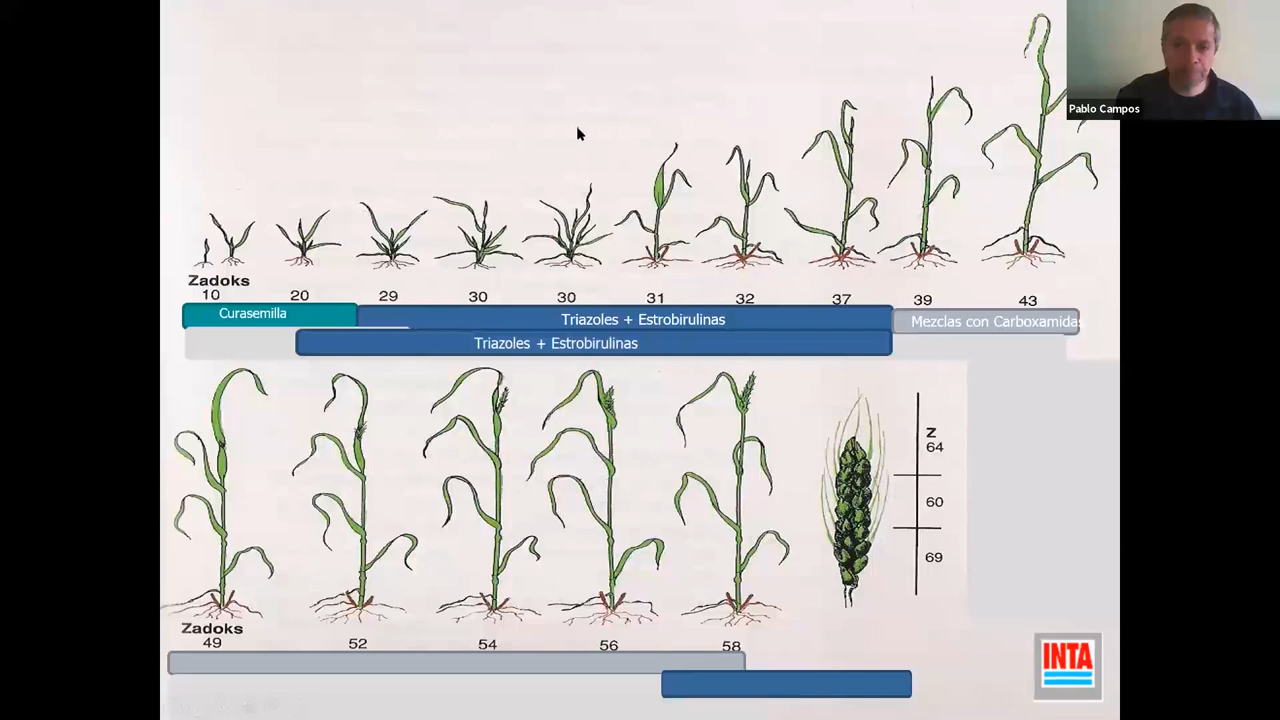 Pablo Campos
Zadoks
10 20 29 30 30 31 32 37 39 43
Curasemilla
Triazoles + Estrobirulinas
Mezclas con Carboxamidas
Triazoles + Estrobirulinas
Z
64
60
69
Zadoks
49 52 54 56 58
INTA